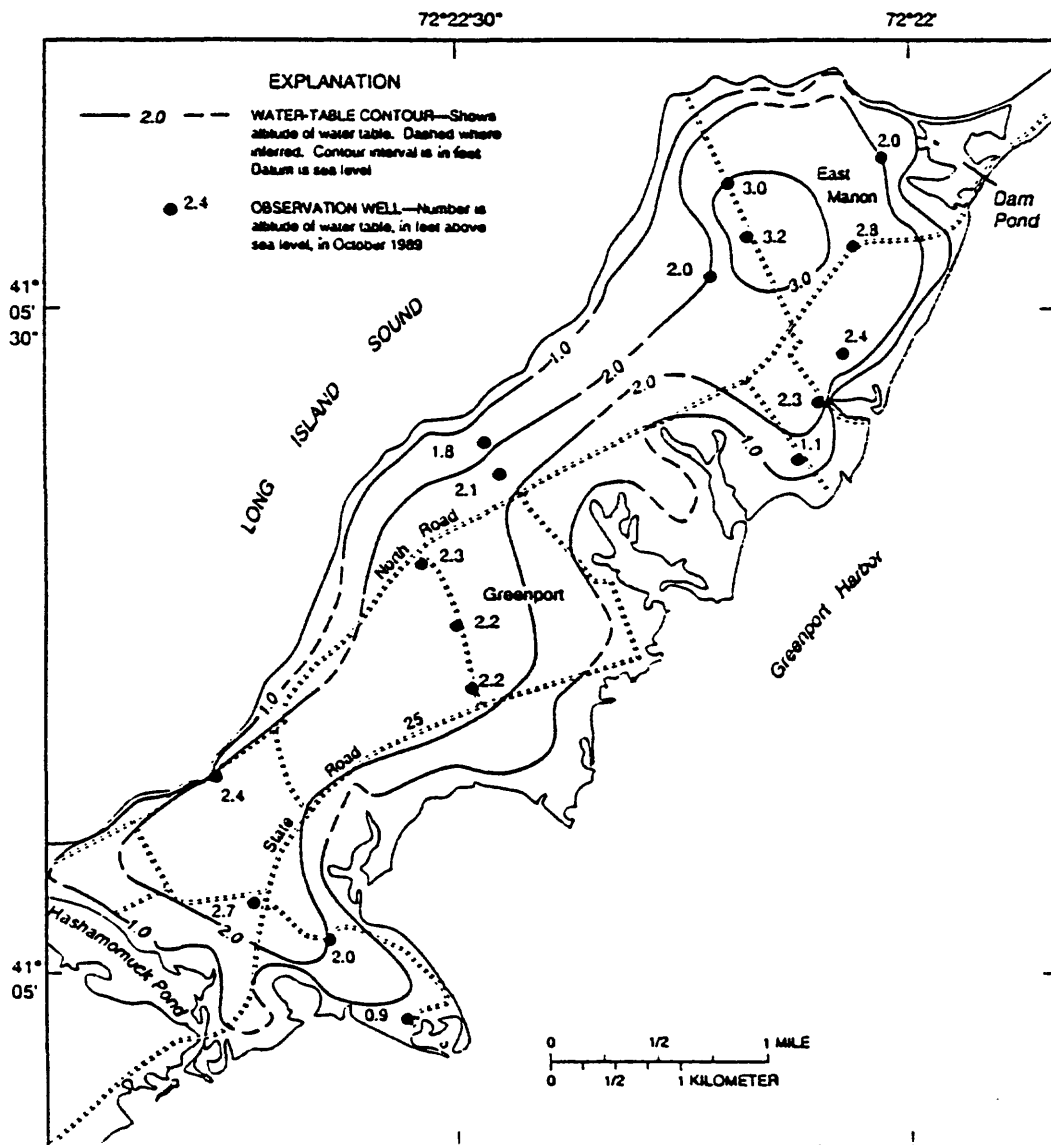 72°22'30"
72°22'
EXPLANATION
2.0
WATER-TABLE CONTOUR—Shows
altitude of water table. Dashed where
inferred. Contour interval is in feet
Datum is sea level
2.4
OBSERVATION WELL—Number is
altitude of water table, in feet above
sea level, in October 1989
2.0
East
Marion
Dam
Pond
3.0
3.2
2.8
2.0
3.0
41°
05'
30"
LONG ISLAND SOUND
1.0
2.0
2.0
2.4
2.3
1.8
1.0
1.1
2.1
North Road
2.3
Greenport
2.2
Greenport Harbor
2.2
1.0
25
State Road
2.4
2.7
1.0
2.0
2.0
Hashamomuck Pond
41°
05'
0.9
0 1/2 1 MILE
0 1/2 1 KILOMETER